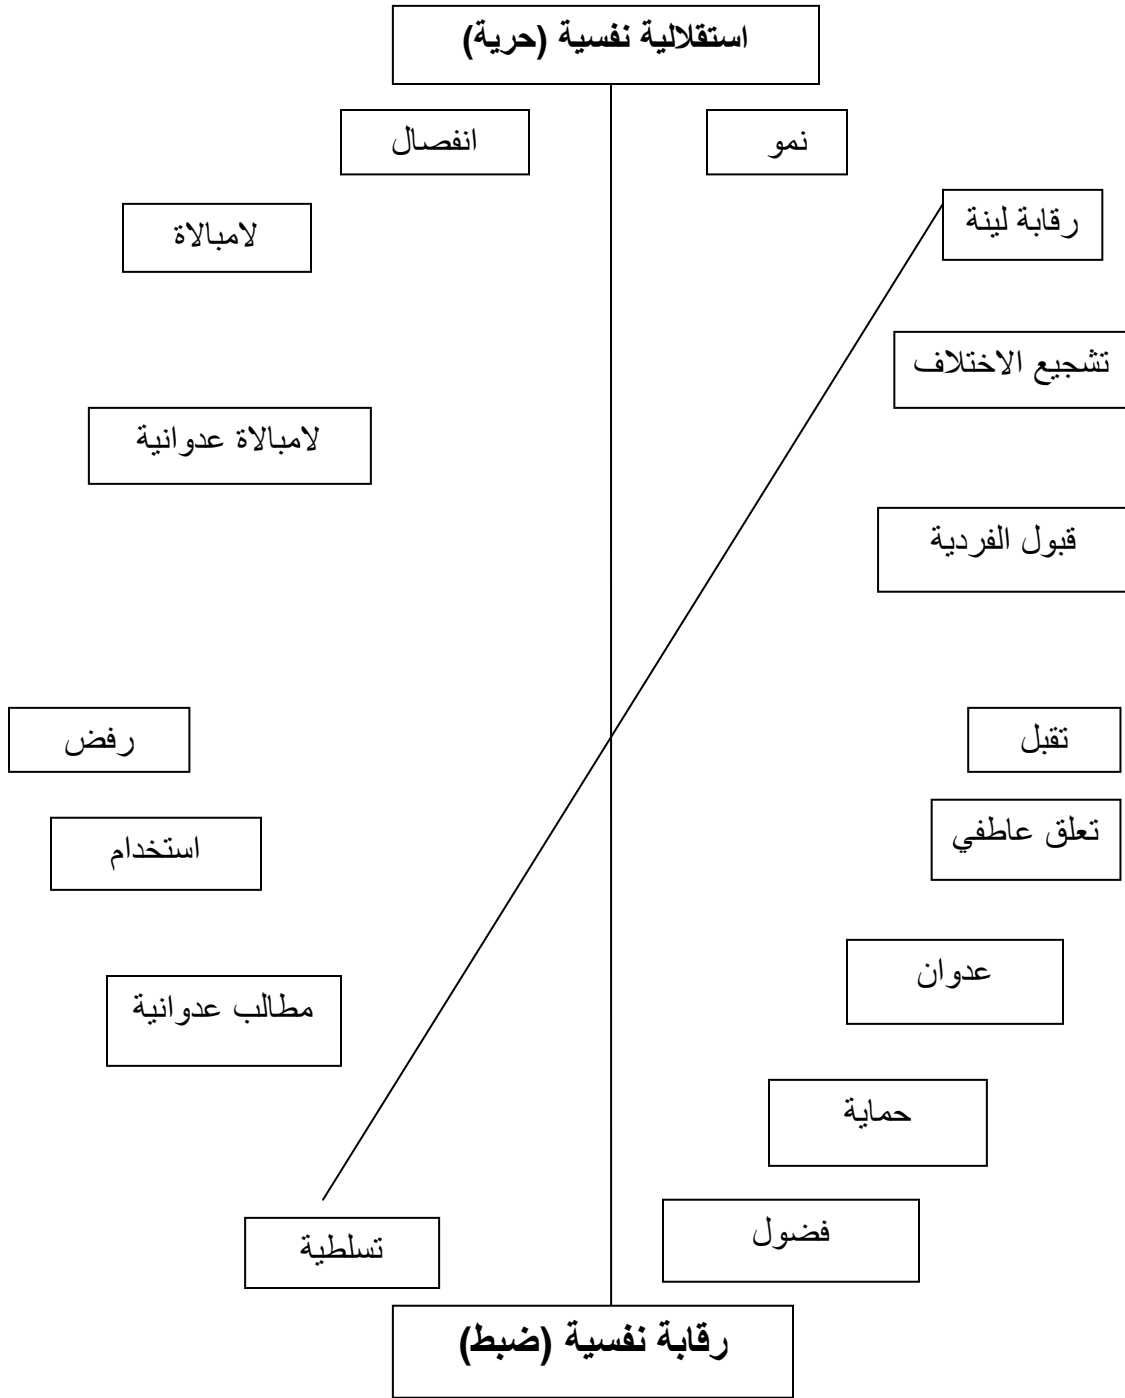 استقلالية نفسية (حرية)
نمو
انفصال
رقابة لينة
لامبالاة
تشجيع الاختلاف
لامبالاة عدوانية
قبول الفردية
تقبل
رفض
تعلق عاطفي
استخدام
عدوان
مطالب عدوانية
حماية
فضول
تسلطية
رقابة نفسية (ضبط)